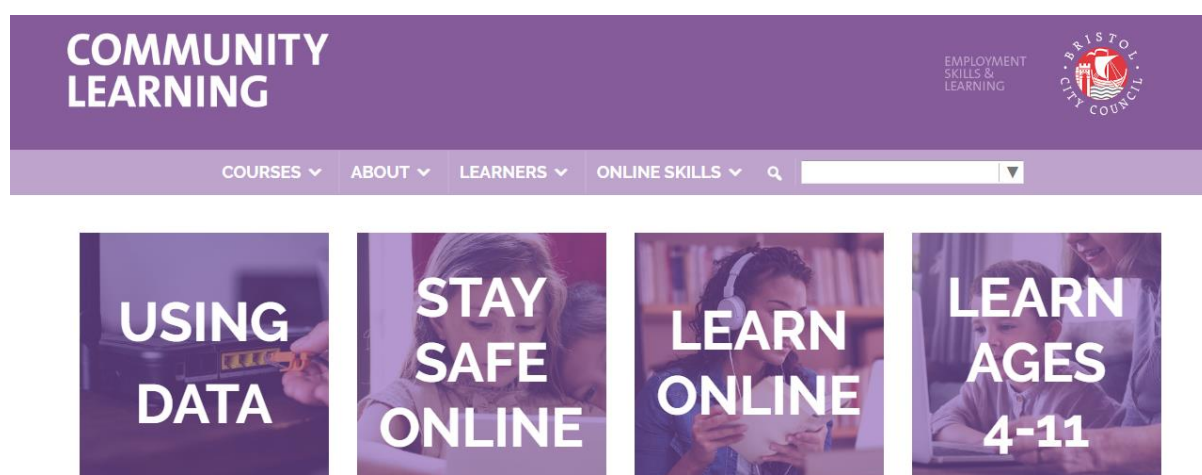 COMMUNITY
LEARNING
EMPLOYMENT
SKILLS &
LEARNING
· BRISTOL ·
CITY COUNCIL
COURSES
ABOUT
LEARNERS
ONLINE SKILLS
USING
DATA
STAY
SAFE
ONLINE
LEARN
ONLINE
LEARN
AGES
4-11